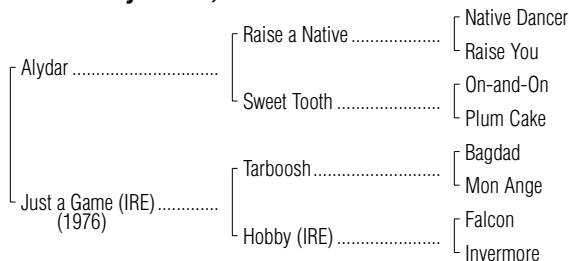 Native Dancer
Raise a Native ....................
Raise You
Alydar .................................
On-and-On
Sweet Tooth .......................
Plum Cake
Bagdad
Tarboosh.............................
Mon Ange
Just a Game (IRE) .............
(1976)
Falcon
Hobby (IRE) .......................
Invermore